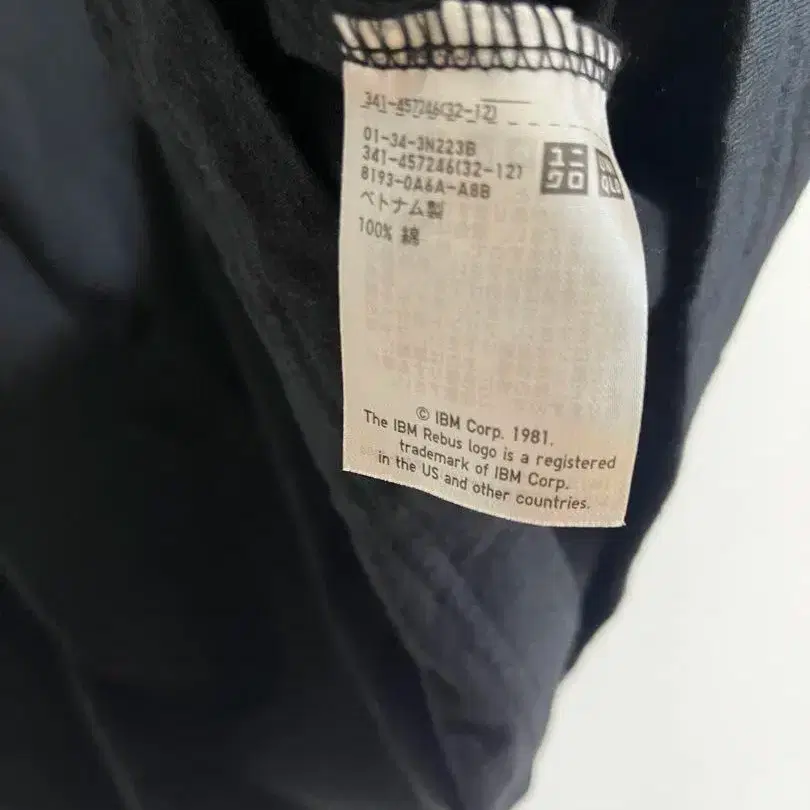 341-457246(32-12)
01-34-3N223B
341-457246(32-12)
8193-0A6A-A8B
ベトナム製
100% 綿
ユニ
クロ
© IBM Corp. 1981.
The IBM Rebus logo is a registered
trademark of IBM Corp.
in the US and other countries.